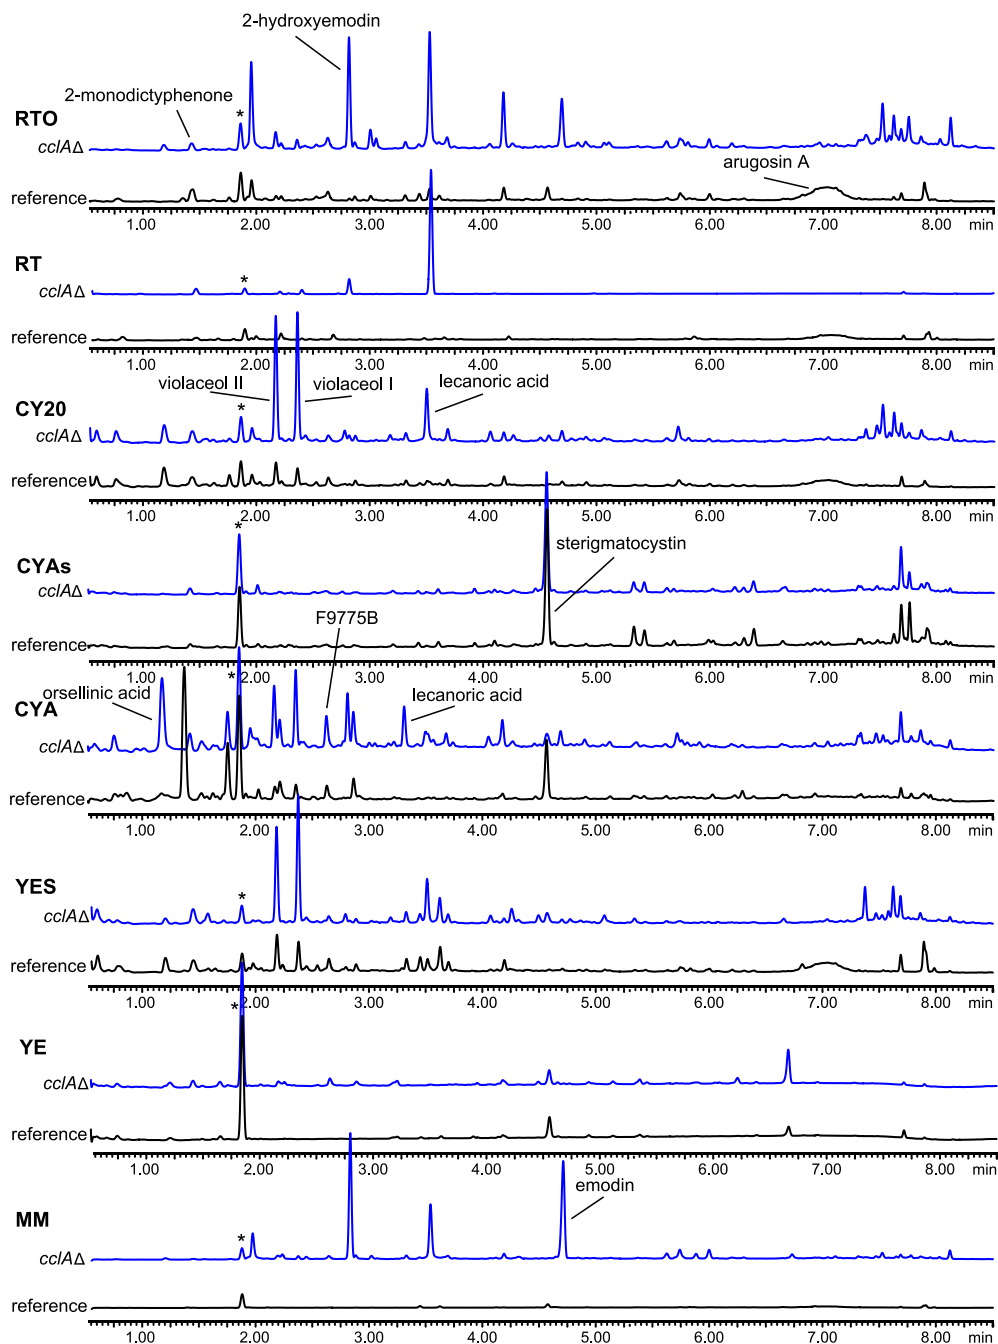 2-hydroxyemodin
2-monodictyphenone
RTO
*
cclAΔ
arugosin A
reference
1.00 2.00 3.00 4.00 5.00 6.00 7.00 8.00 min
RT
*
cclAΔ
reference
1.00 2.00 3.00 4.00 5.00 6.00 7.00 8.00 min
violaceol II
violaceol I
lecanoric acid
CY20
*
cclAΔ
reference
1.00 2.00 3.00 4.00 5.00 6.00 7.00 8.00 min
*
sterigmatocystin
CYAs
cclAΔ
F9775B
reference
1.00 2.00 3.00 4.00 5.00 6.00 7.00 8.00 min
*
orsellinic acid
lecanoric acid
CYA
cclAΔ
reference
1.00 2.00 3.00 4.00 5.00 6.00 7.00 8.00 min
YES
*
cclAΔ
reference
1.00 2.00 3.00 4.00 5.00 6.00 7.00 8.00 min
*
YE
cclAΔ
reference
1.00 2.00 3.00 4.00 5.00 6.00 7.00 8.00 min
emodin
MM
*
cclAΔ
reference
1.00 2.00 3.00 4.00 5.00 6.00 7.00 8.00 min